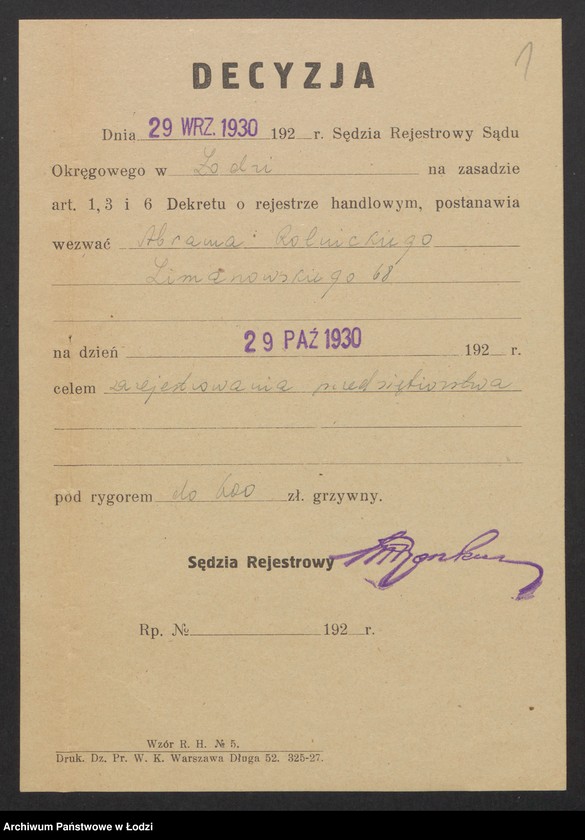 1
DECYZJA
Dnia 29 WRZ. 1930 192 r. Sędzia Rejestrowy Sądu
Okręgowego w Łodzi na zasadzie
art. 1, 3 i 6 Dekretu o rejestrze handlowym, postanawia
wezwać Abrama Rolnickiego
Limanowskiego 68
na dzień 29 PAŹ 1930 192 r.
celem zarejestrowania przedsiębiorstwa
pod rygorem do 600 zł. grzywny.
Sędzia Rejestrowy
Rp. № 192 r.
Wzór R. H. № 5.
Druk. Dz. Pr. W. K. Warszawa Długa 52. 325-27.
Archiwum Państwowe w Łodzi